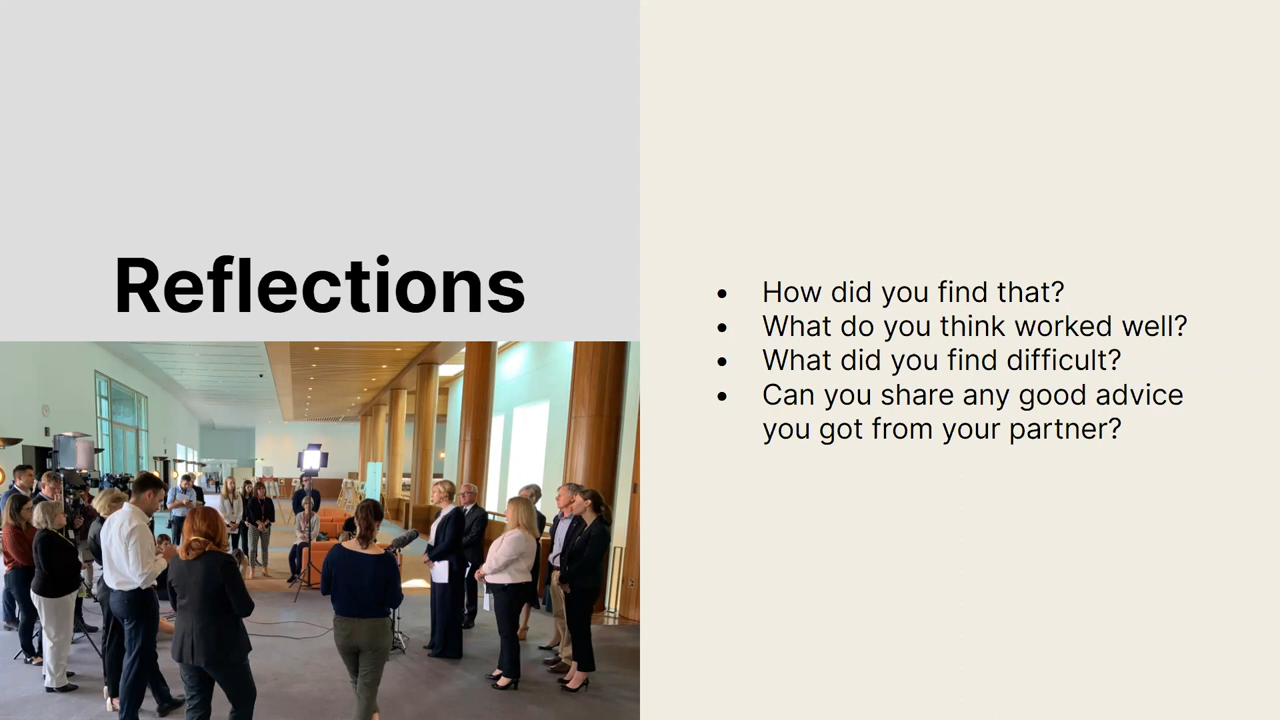 Reflections
• How did you find that?
• What do you think worked well?
• What did you find difficult?
• Can you share any good advice
you got from your partner?